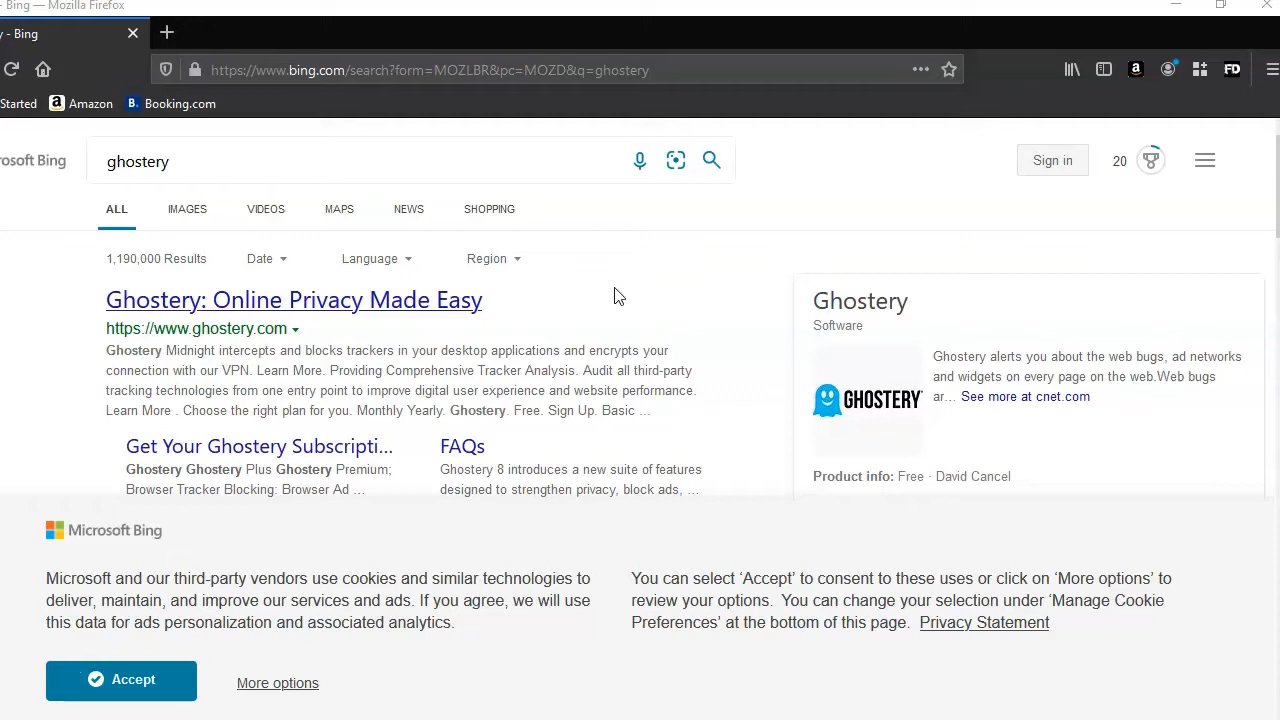 - Bing — Mozilla Firefox
y - Bing
https://www.bing.com/search?form=MOZLBR&pc=MOZD&q=ghostery
FD
Started Amazon B. Booking.com
rosoft Bing
ghostery
Sign in
20
ALL IMAGES VIDEOS MAPS NEWS SHOPPING
1,190,000 Results Date Language Region
Ghostery: Online Privacy Made Easy
https://www.ghostery.com
Ghostery Midnight intercepts and blocks trackers in your desktop applications and encrypts your
connection with our VPN. Learn More. Providing Comprehensive Tracker Analysis. Audit all third-party
tracking technologies from one entry point to improve digital user experience and website performance.
Learn More . Choose the right plan for you. Monthly Yearly. Ghostery. Free. Sign Up. Basic ...
Get Your Ghostery Subscripti...
Ghostery Ghostery Plus Ghostery Premium;
Browser Tracker Blocking: Browser Ad ...
FAQs
Ghostery 8 introduces a new suite of features
designed to strengthen privacy, block ads, ...
Ghostery
Software
GHOSTERY
Ghostery alerts you about the web bugs, ad networks
and widgets on every page on the web.Web bugs
ar... See more at cnet.com
Product info: Free · David Cancel
Microsoft Bing
Microsoft and our third-party vendors use cookies and similar technologies to
deliver, maintain, and improve our services and ads. If you agree, we will use
this data for ads personalization and associated analytics.
You can select ‘Accept’ to consent to these uses or click on ‘More options’ to
review your options. You can change your selection under ‘Manage Cookie
Preferences’ at the bottom of this page. Privacy Statement
Accept
More options